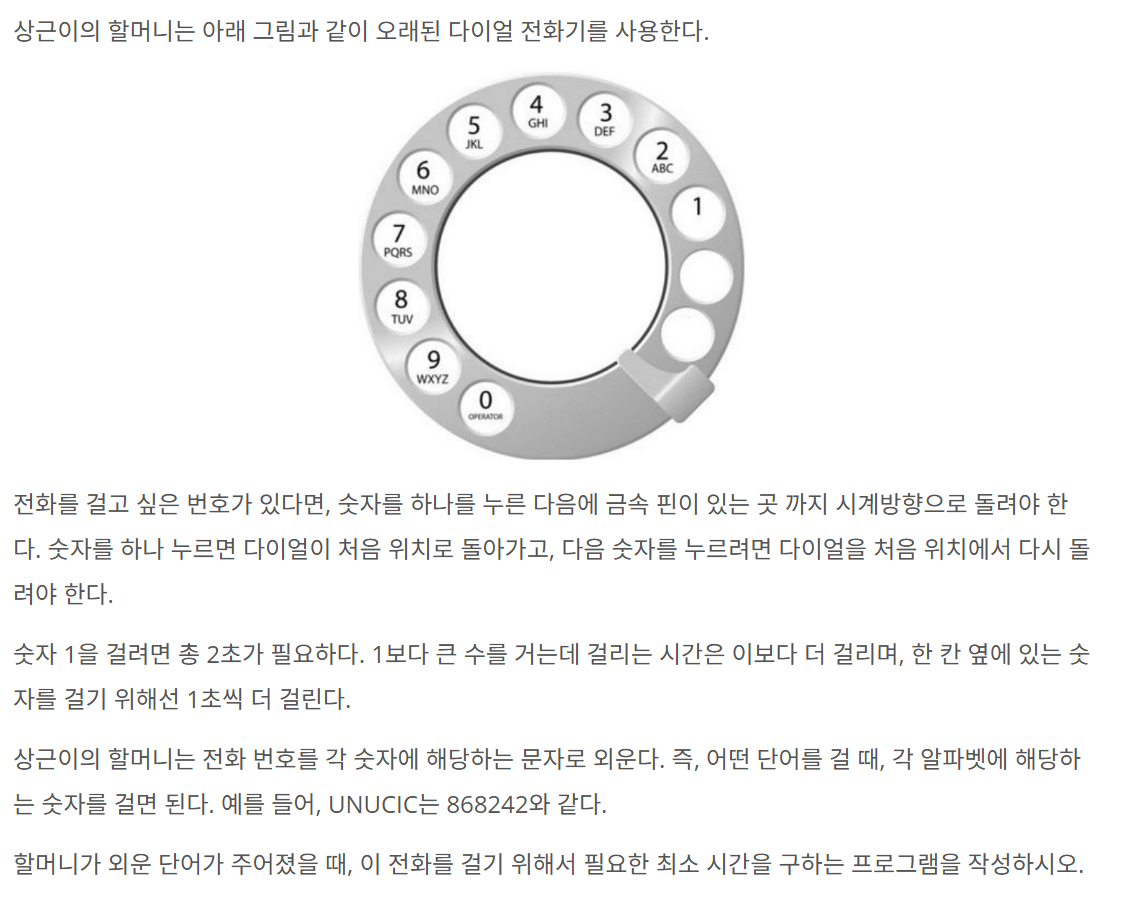 상근이의 할머니는 아래 그림과 같이 오래된 다이얼 전화기를 사용한다.
4
GHI
3
DEF
5
JKL
2
ABC
6
MNO
1
7
PQRS
8
TUV
9
WXYZ
0
OPERATOR
전화를 걸고 싶은 번호가 있다면, 숫자를 하나를 누른 다음에 금속 핀이 있는 곳 까지 시계방향으로 돌려야 한
다. 숫자를 하나 누르면 다이얼이 처음 위치로 돌아가고, 다음 숫자를 누르려면 다이얼을 처음 위치에서 다시 돌
려야 한다.
숫자 1을 걸려면 총 2초가 필요하다. 1보다 큰 수를 거는데 걸리는 시간은 이보다 더 걸리며, 한 칸 옆에 있는 숫
자를 걸기 위해선 1초씩 더 걸린다.
상근이의 할머니는 전화 번호를 각 숫자에 해당하는 문자로 외운다. 즉, 어떤 단어를 걸 때, 각 알파벳에 해당하
는 숫자를 걸면 된다. 예를 들어, UNUCIC는 868242와 같다.
할머니가 외운 단어가 주어졌을 때, 이 전화를 걸기 위해서 필요한 최소 시간을 구하는 프로그램을 작성하시오.